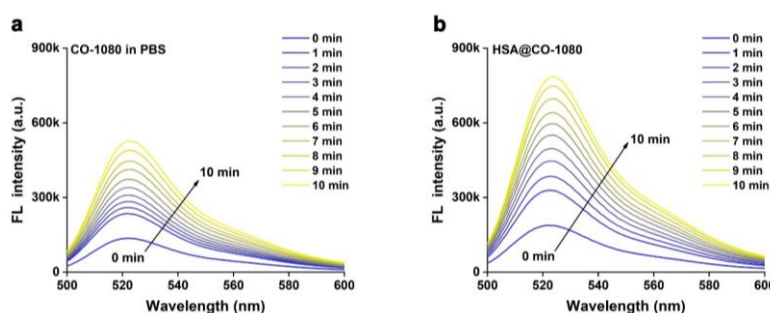 a
CO-1080 in PBS
FL intensity (a.u.)
900k
600k
300k
0
500
520
540
560
580
600
Wavelength (nm)
0 min
10 min
0 min
1 min
2 min
3 min
4 min
5 min
6 min
7 min
8 min
9 min
10 min
b
HSA@CO-1080
FL intensity (a.u.)
900k
600k
300k
0
500
520
540
560
580
600
Wavelength (nm)
0 min
10 min
0 min
1 min
2 min
3 min
4 min
5 min
6 min
7 min
8 min
9 min
10 min